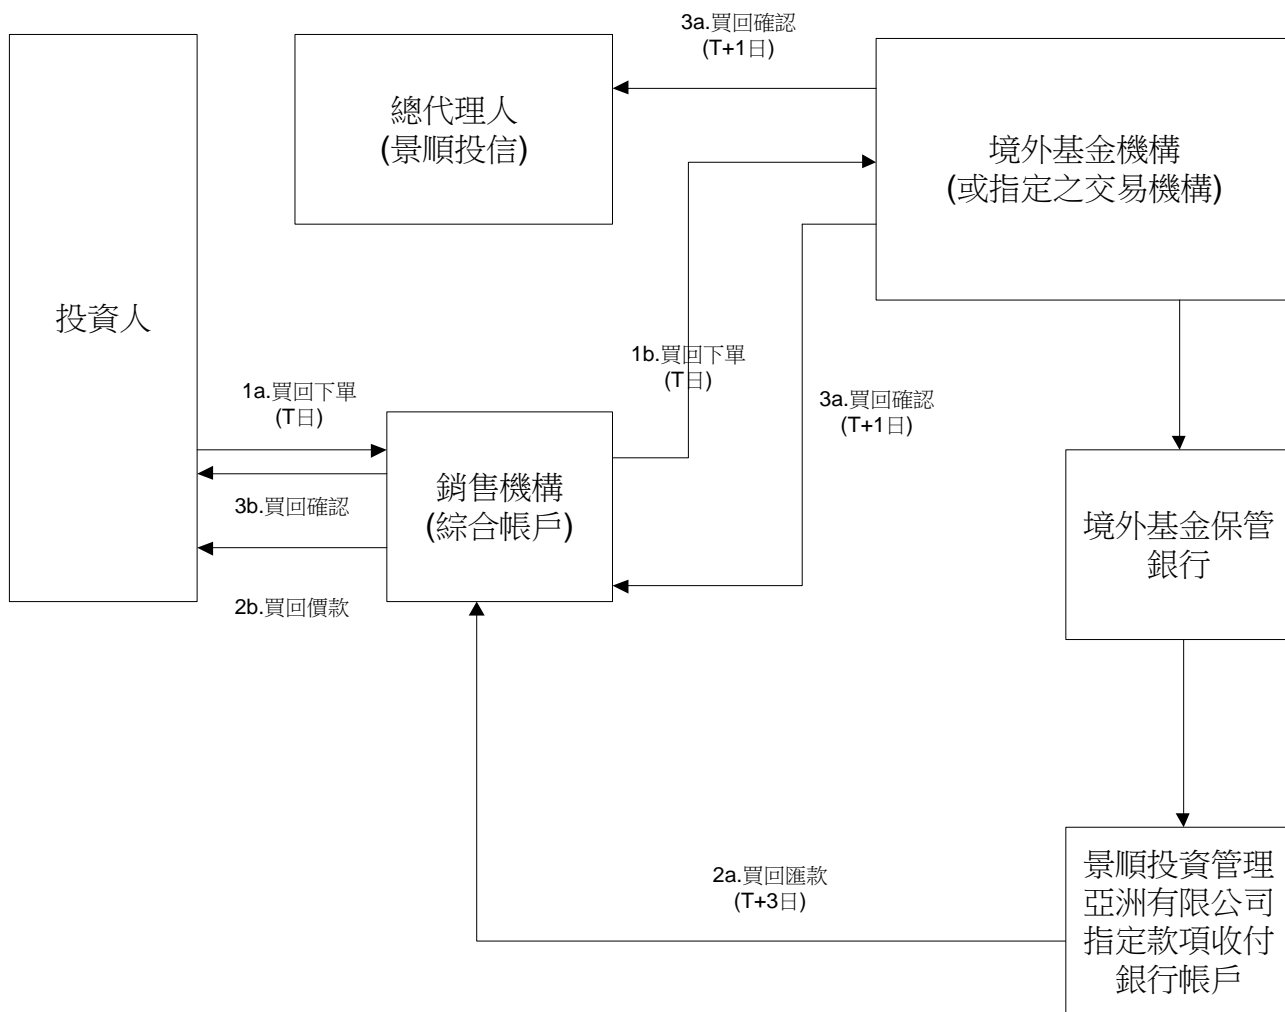 3a.買回確認
(T+1日)
總代理人
(景順投信)
境外基金機構
(或指定之交易機構)
投資人
1b.買回下單
(T日)
1a.買回下單
(T日)
3a.買回確認
(T+1日)
銷售機構
(綜合帳戶)
3b.買回確認
境外基金保管
銀行
2b.買回價款
2a.買回匯款
(T+3日)
景順投資管理
亞洲有限公司
指定款項收付
銀行帳戶